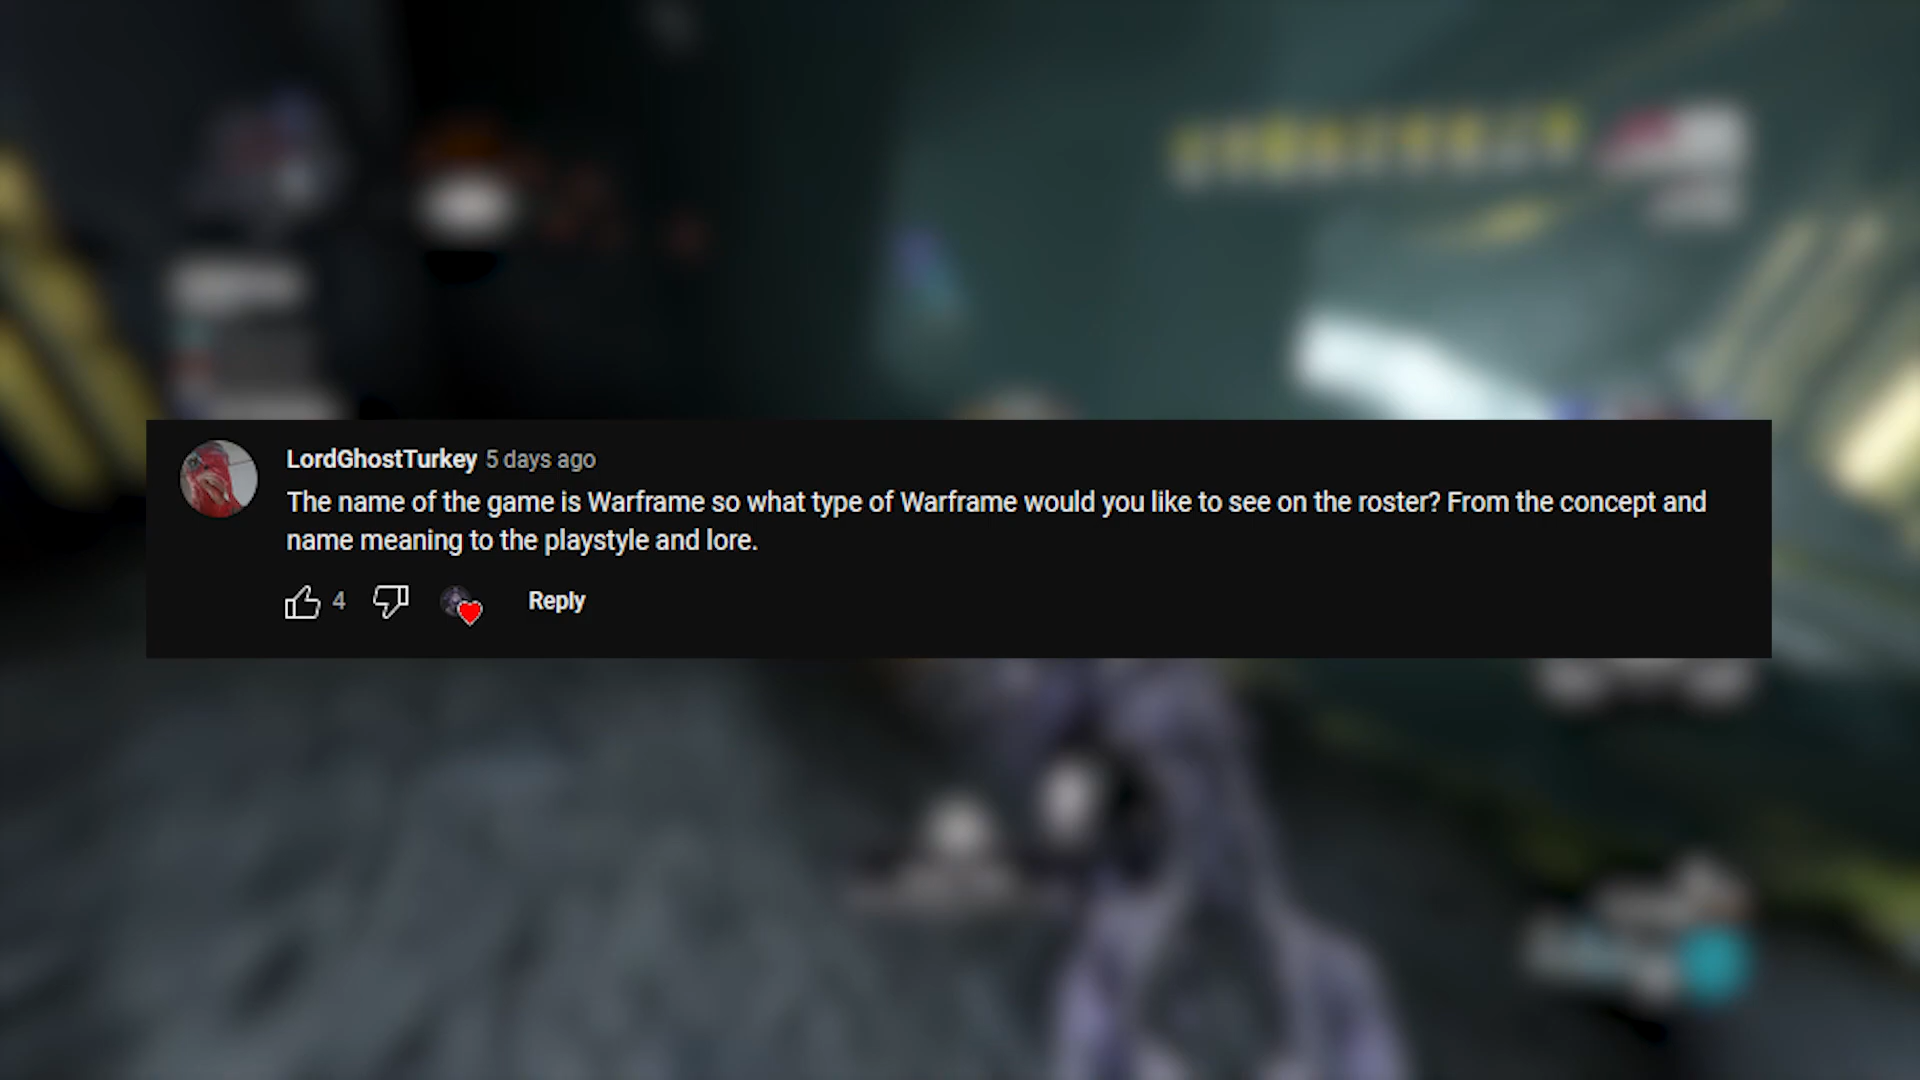 LordGhostTurkey 5 days ago
The name of the game is Warframe so what type of Warframe would you like to see on the roster? From the concept and
name meaning to the playstyle and lore.
4 Reply